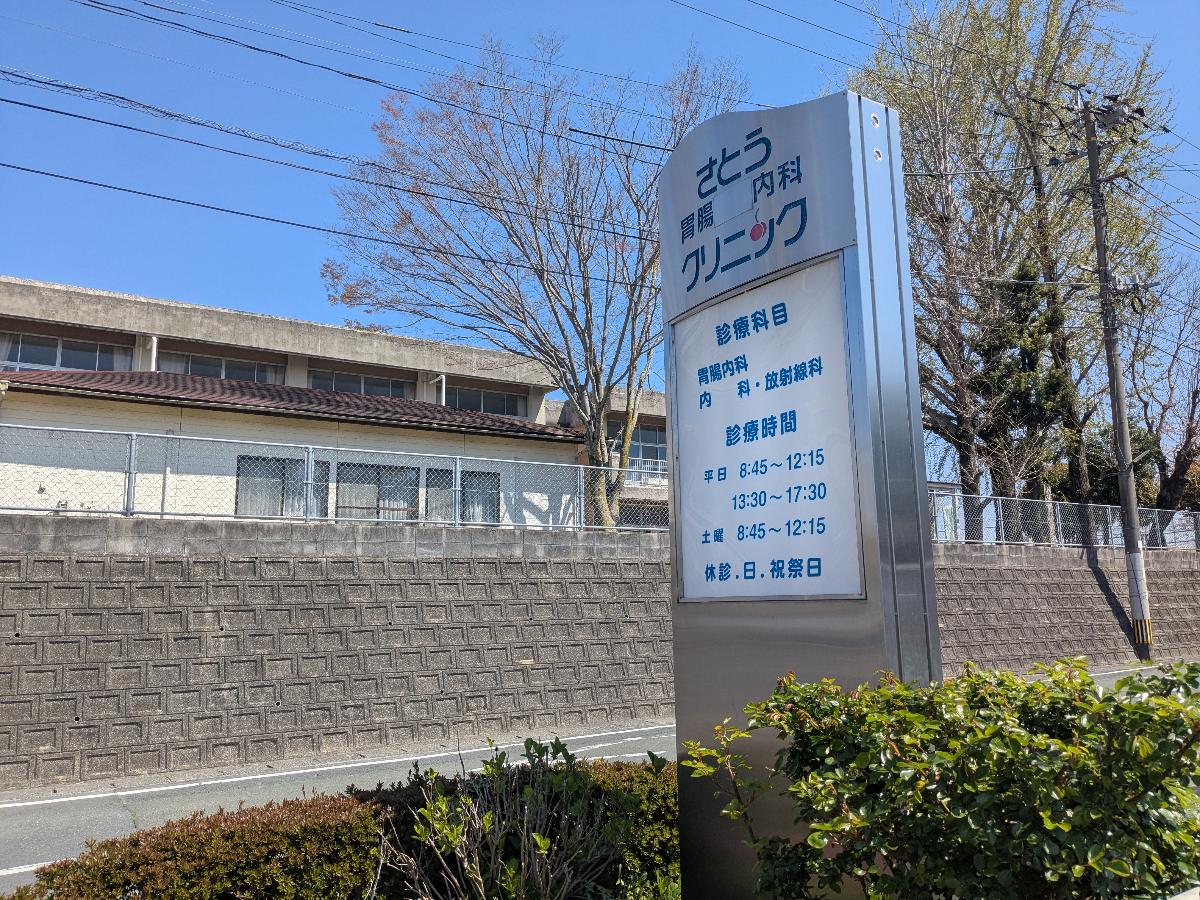 さとう
胃腸 内科
クリニック
診療科目
胃腸内科
内 科・放射線科
診療時間
平日 8:45～12:15
13:30～17:30
土曜 8:45～12:15
休診.日.祝祭日